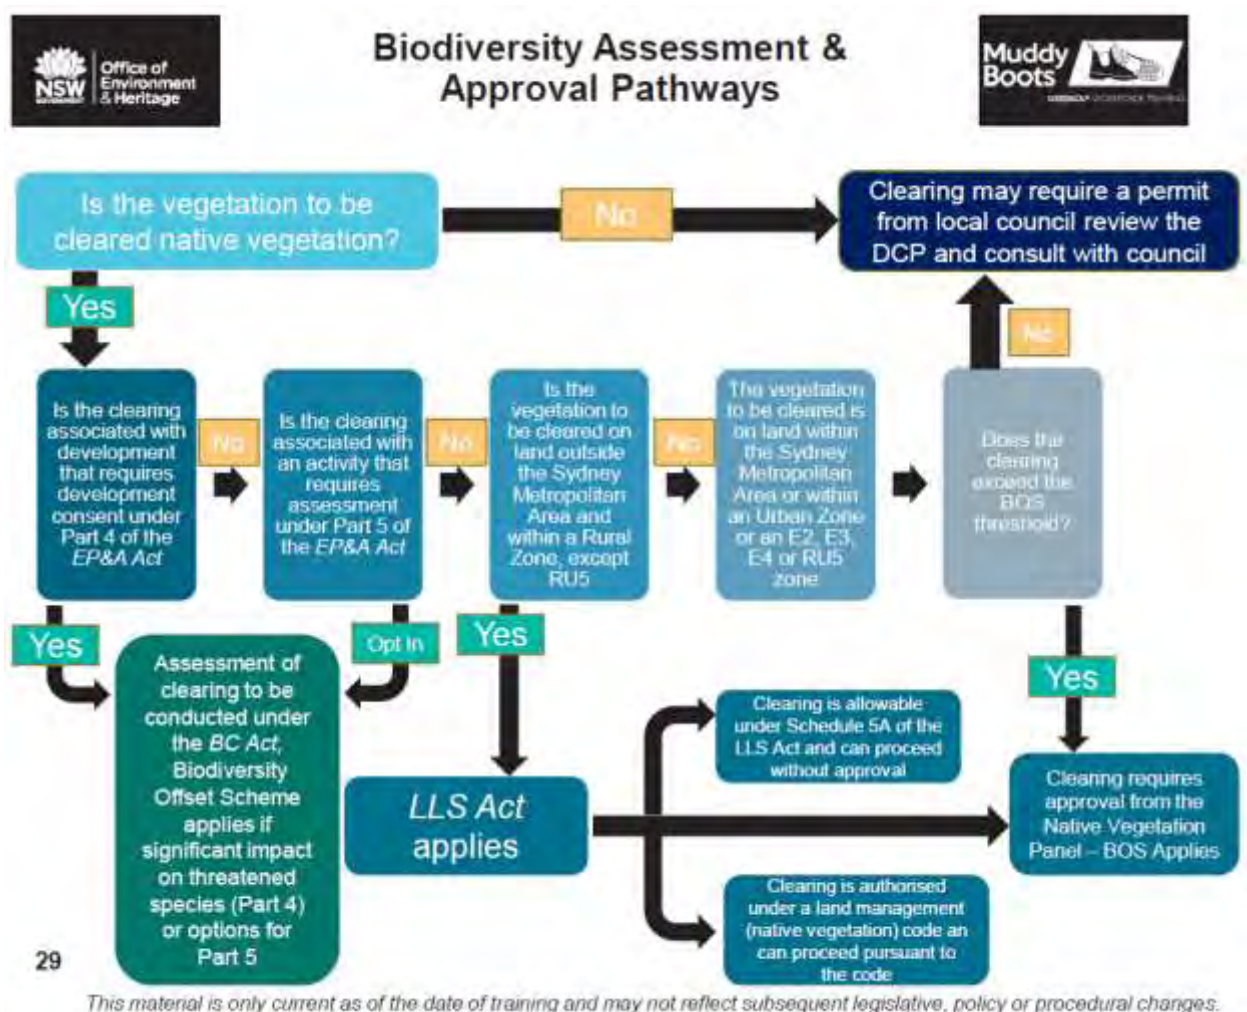 NSW
GOVERNMENT
Office of
Environment
& Heritage
Biodiversity Assessment &
Approval Pathways
Muddy
Boots
Is the vegetation to be
cleared native vegetation?
No
Clearing may require a permit
from local council review the
DCP and consult with council
Yes
No
Is the clearing
associated with
development
that requires
development
consent under
Part 4 of the
EP&A Act
No
Is the clearing
associated with
an activity that
requires
assessment
under Part 5 of
the EP&A Act
No
Is the
vegetation to
be cleared on
land outside
the Sydney
Metropolitan
Area and
within a Rural
Zone, except
RU5
No
The vegetation
to be cleared is
on land within
the Sydney
Metropolitan
Area or within
an Urban Zone
or an E2, E3,
E4 or RU5
zone
Does the
clearing
exceed the
BOS
threshold?
Yes
Opt in
Yes
Yes
Assessment of
clearing to be
conducted under
the BC Act,
Biodiversity
Offset Scheme
applies if
significant impact
on threatened
species (Part 4)
or options for
Part 5
LLS Act
applies
Clearing is allowable
under Schedule 5A of the
LLS Act and can proceed
without approval
Clearing requires
approval from the
Native Vegetation
Panel – BOS Applies
Clearing is authorised
under a land management
(native vegetation) code an
can proceed pursuant to
the code
29
This material is only current as of the date of training and may not reflect subsequent legislative, policy or procedural changes.